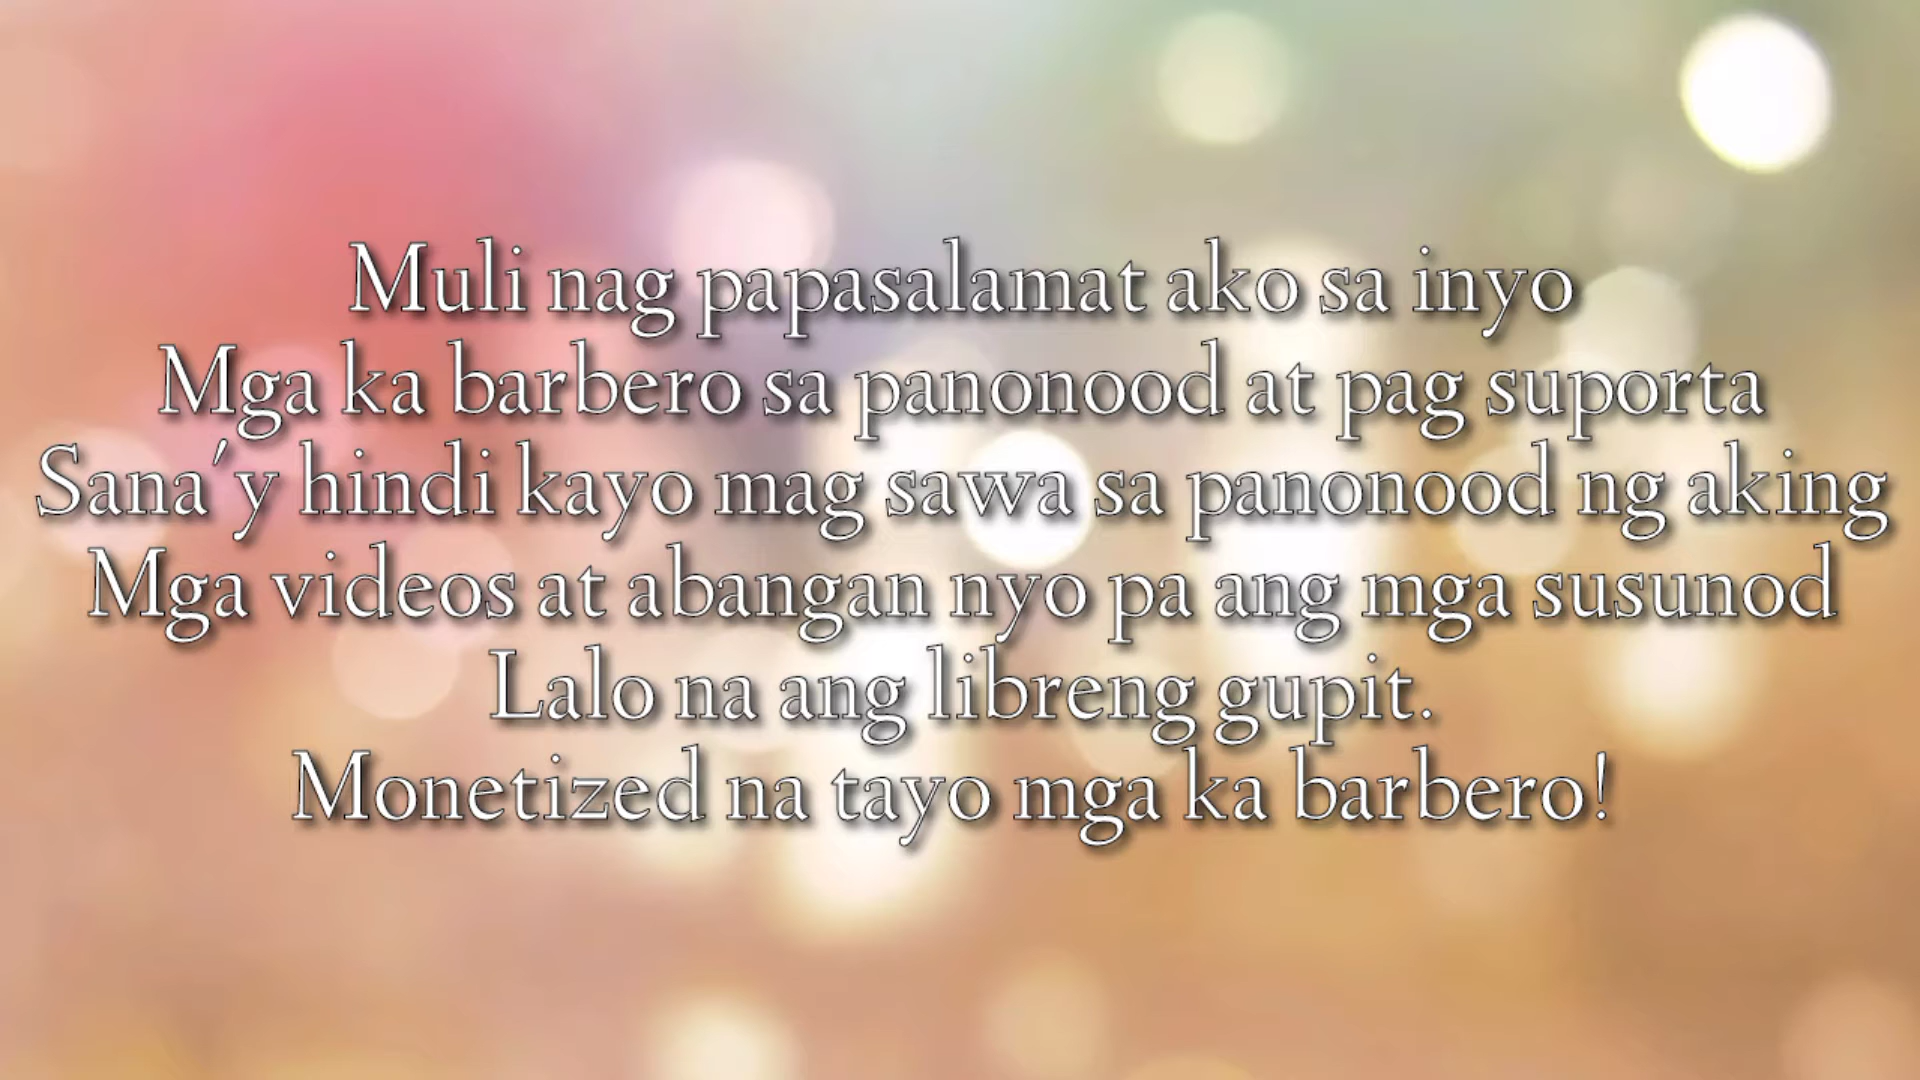 Muli nag papasalamat ako sa inyo
Mga ka barbero sa panonood at pag suporta
Sana'y hindi kayo mag sawa sa panonood ng aking
Mga videos at abangan nyo pa ang mga susunod
Lalo na ang libreng gupit.
Monetized na tayo mga ka barbero!